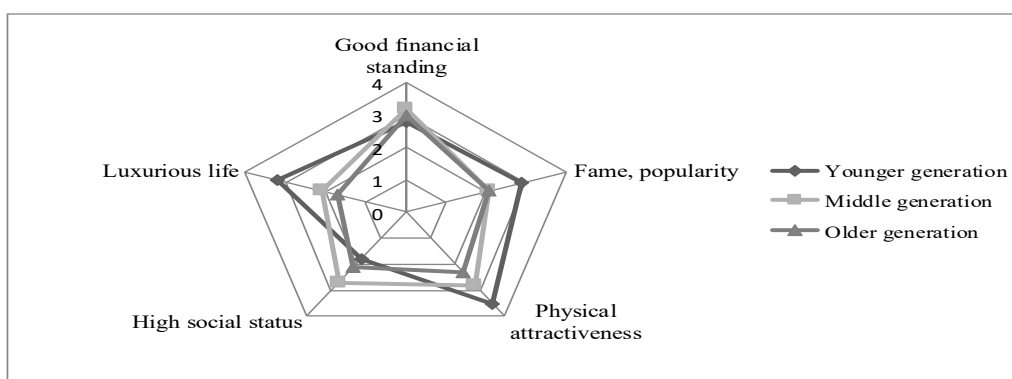 Good financial
standing
4
3
2
1
0
Luxurious life
Fame, popularity
High social status
Physical
attractiveness
Younger generation
Middle generation
Older generation